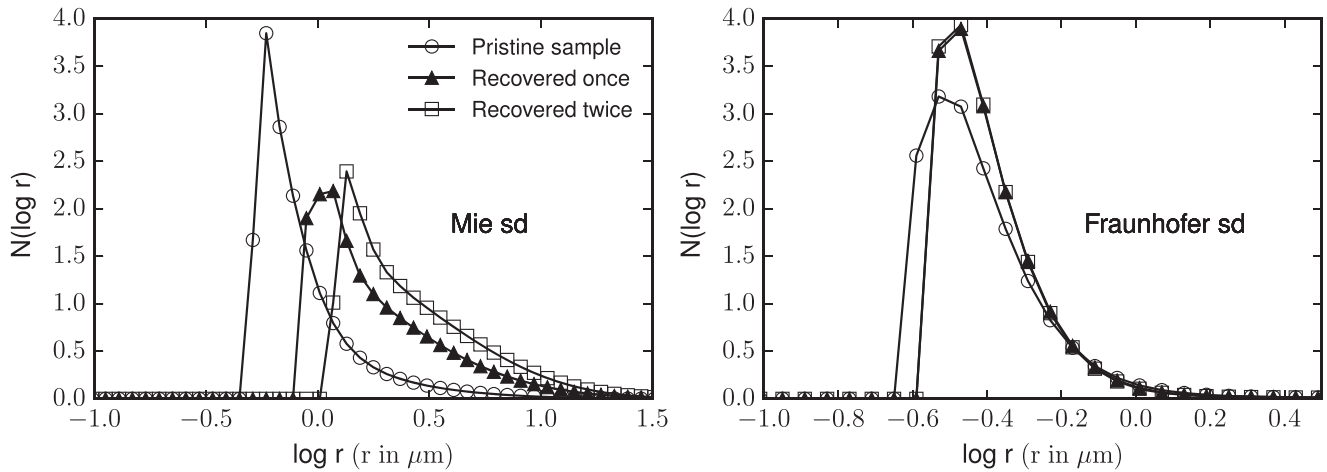 4.0
3.5
3.0
2.5
2.0
1.5
1.0
0.5
0.0
N(log r)
−1.0 −0.5 0.0 0.5 1.0 1.5
log r (r in μm)
Pristine sample
Recovered once
Recovered twice
Mie sd
4.0
3.5
3.0
2.5
2.0
1.5
1.0
0.5
0.0
N(log r)
−1.0 −0.8 −0.6 −0.4 −0.2 0.0 0.2 0.4
log r (r in μm)
Fraunhofer sd